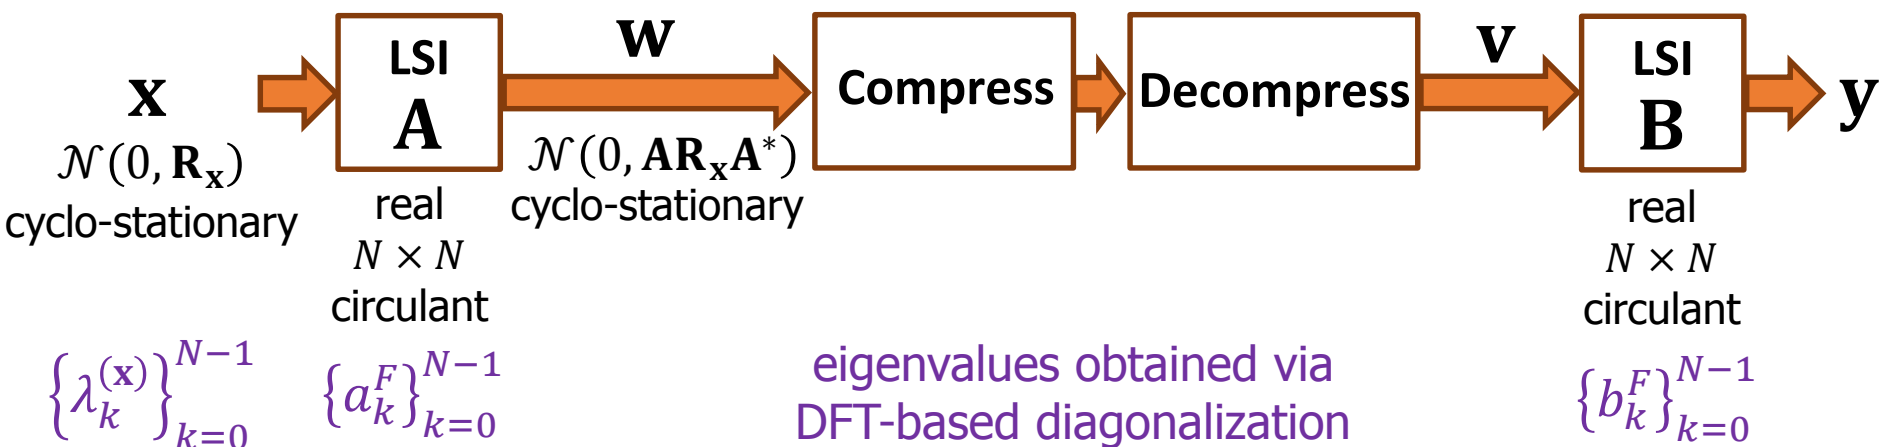 x
𝒩(0, R_x)
cyclo-stationary
{λ_k^(x)}_{k=0}^{N−1}
LSI
A
real
N × N
circulant
{a_k^F}_{k=0}^{N−1}
w
𝒩(0, AR_xA*)
cyclo-stationary
Compress
Decompress
eigenvalues obtained via
DFT-based diagonalization
v
LSI
B
real
N × N
circulant
{b_k^F}_{k=0}^{N−1}
y